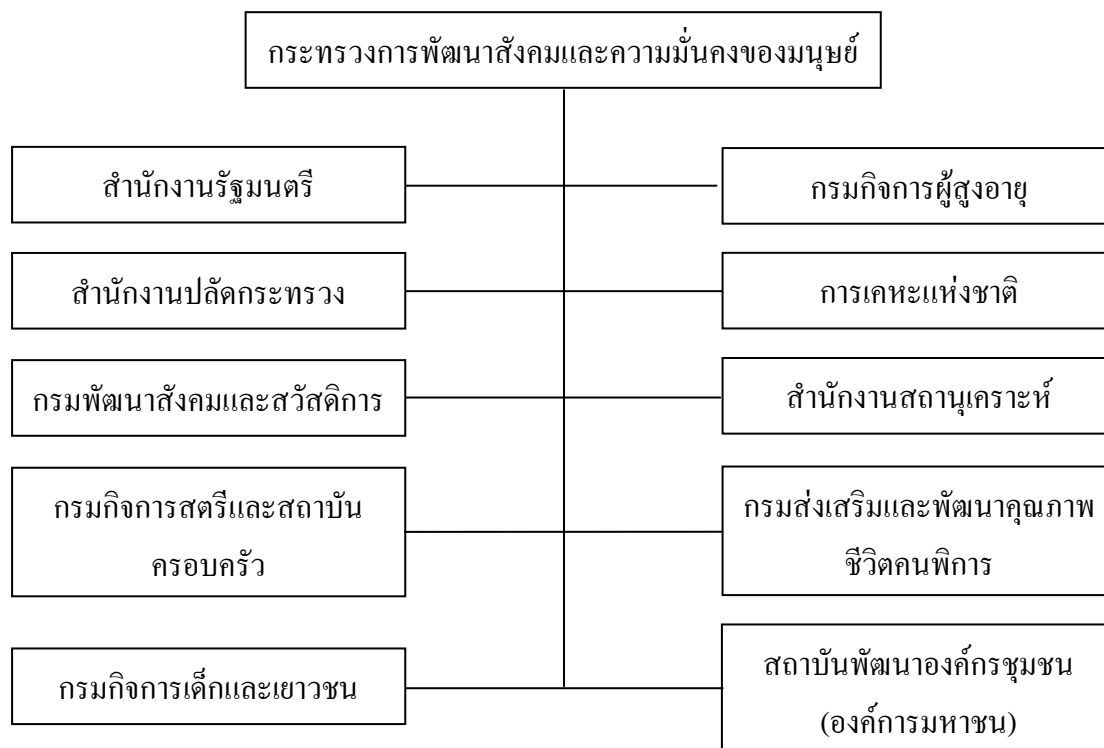 กระทรวงการพัฒนาสังคมและความมั่นคงของมนุษย์
สำนักงานรัฐมนตรี
กรมกิจการผู้สูงอายุ
สำนักงานปลัดกระทรวง
การเคหะแห่งชาติ
กรมพัฒนาสังคมและสวัสดิการ
สำนักงานสถานุเคราะห์
กรมกิจการสตรีและสถาบัน
ครอบครัว
กรมส่งเสริมและพัฒนาคุณภาพ
ชีวิตคนพิการ
กรมกิจการเด็กและเยาวชน
สถาบันพัฒนาองค์กรชุมชน
(องค์การมหาชน)